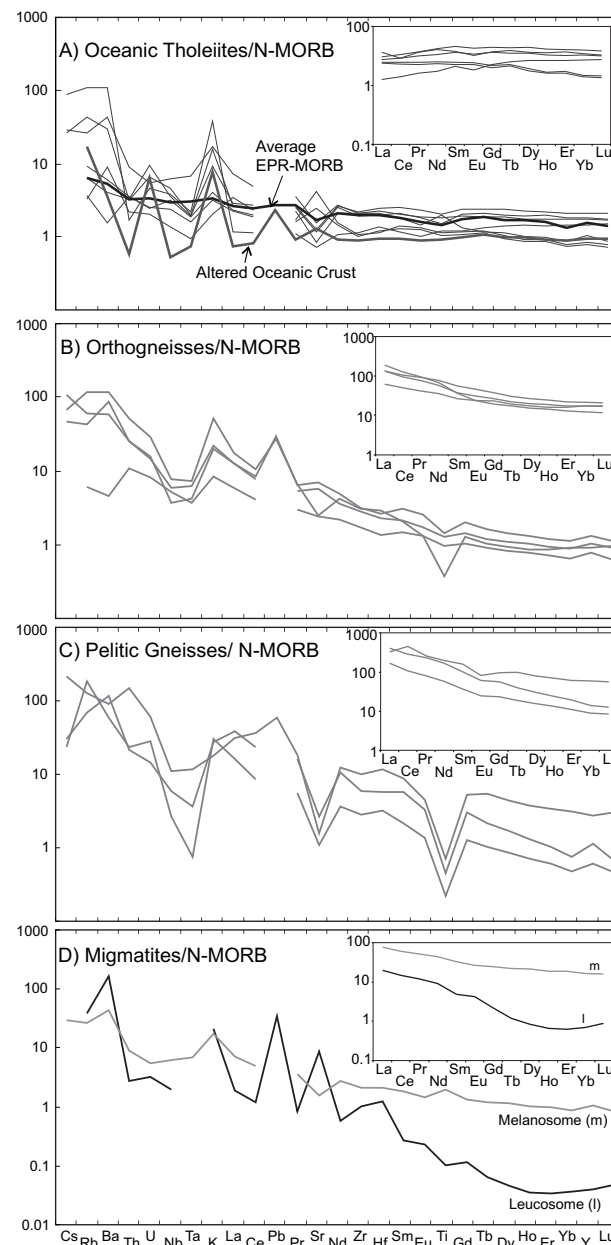 1000
100
10
1
A) Oceanic Tholeiites/N-MORB
Average
EPR-MORB
Altered Oceanic Crust
10
1
0.1
La Ce Pr Nd Sm Eu Gd Tb Dy Ho Er Yb Lu
1000
100
10
1
B) Orthogneisses/N-MORB
1000
100
10
1
La Ce Pr Nd Sm Eu Gd Tb Dy Ho Er Yb Lu
1000
100
10
1
C) Pelitic Gneisses/ N-MORB
1000
100
10
1
La Ce Pr Nd Sm Eu Gd Tb Dy Ho Er Yb L
1000
100
10
1
0.1
0.01
D) Migmatites/N-MORB
100
10
1
0.1
m
l
La Ce Pr Nd Sm Eu Gd Tb Dy Ho Er Yb Lu
Melanosome (m)
Leucosome (l)
Cs Rb Ba Th U Nb Ta K La Ce Pb Pr Sr Nd Zr Hf Sm Eu Ti Gd Tb Dy Ho Er Yb Y Lu